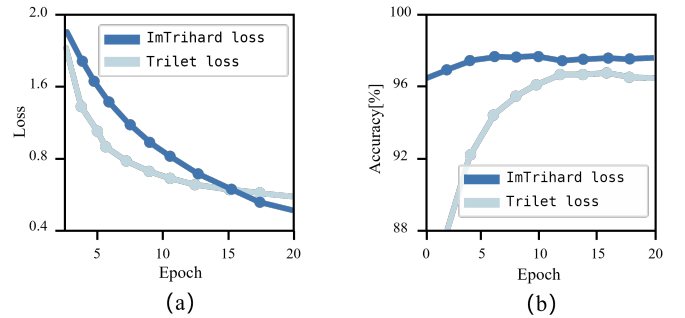 2.0
1.6
0.8
0.4
Loss
ImTrihard loss
Trilet loss
5
10
15
20
Epoch
(a)
100
96
92
88
Accuracy[%]
ImTrihard loss
Trilet loss
0
5
10
15
20
Epoch
(b)